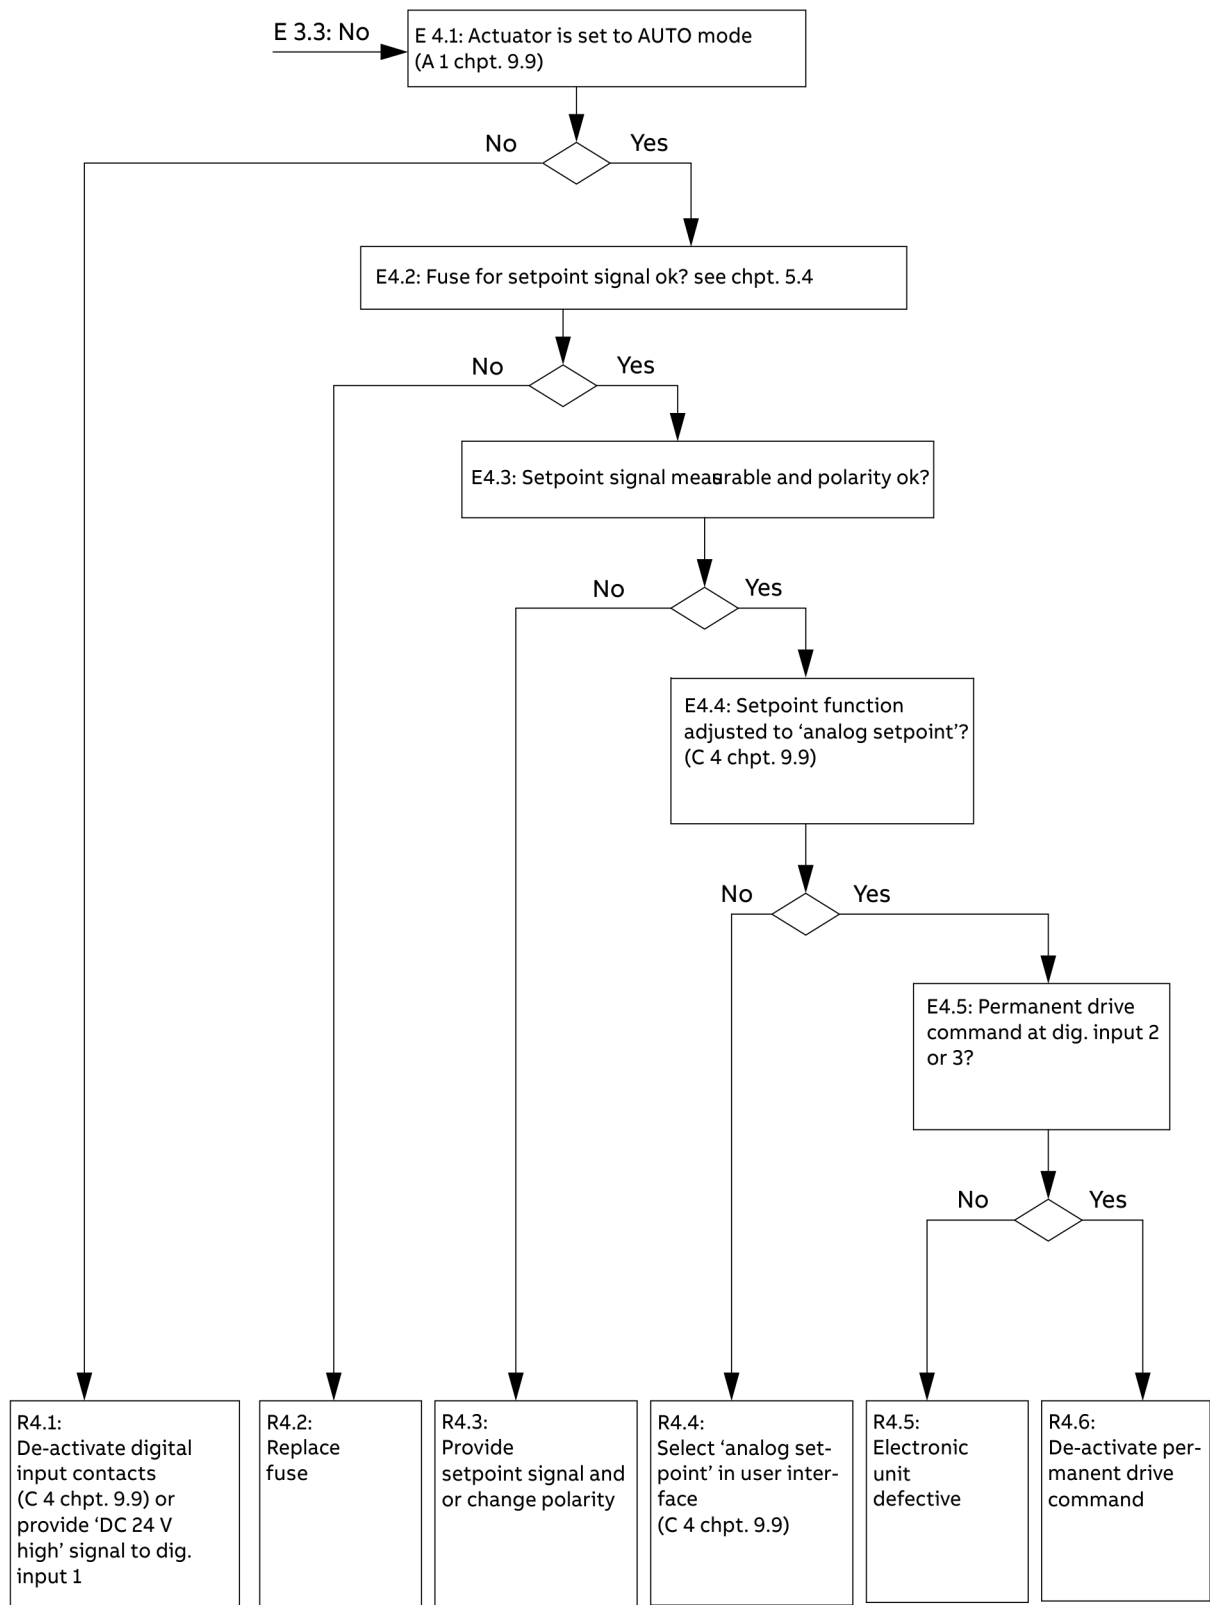 E 3.3: No
E 4.1: Actuator is set to AUTO mode
(A 1 chpt. 9.9)
No
Yes
E4.2: Fuse for setpoint signal ok? see chpt. 5.4
No
Yes
E4.3: Setpoint signal measurable and polarity ok?
No
Yes
E4.4: Setpoint function
adjusted to ‘analog setpoint’?
(C 4 chpt. 9.9)
No
Yes
E4.5: Permanent drive
command at dig. input 2
or 3?
No
Yes
R4.1:
De-activate digital
input contacts
(C 4 chpt. 9.9) or
provide ‘DC 24 V
high’ signal to dig.
input 1
R4.2:
Replace
fuse
R4.3:
Provide
setpoint signal and
or change polarity
R4.4:
Select ‘analog set-
point’ in user inter-
face
(C 4 chpt. 9.9)
R4.5:
Electronic
unit
defective
R4.6:
De-activate per-
manent drive
command